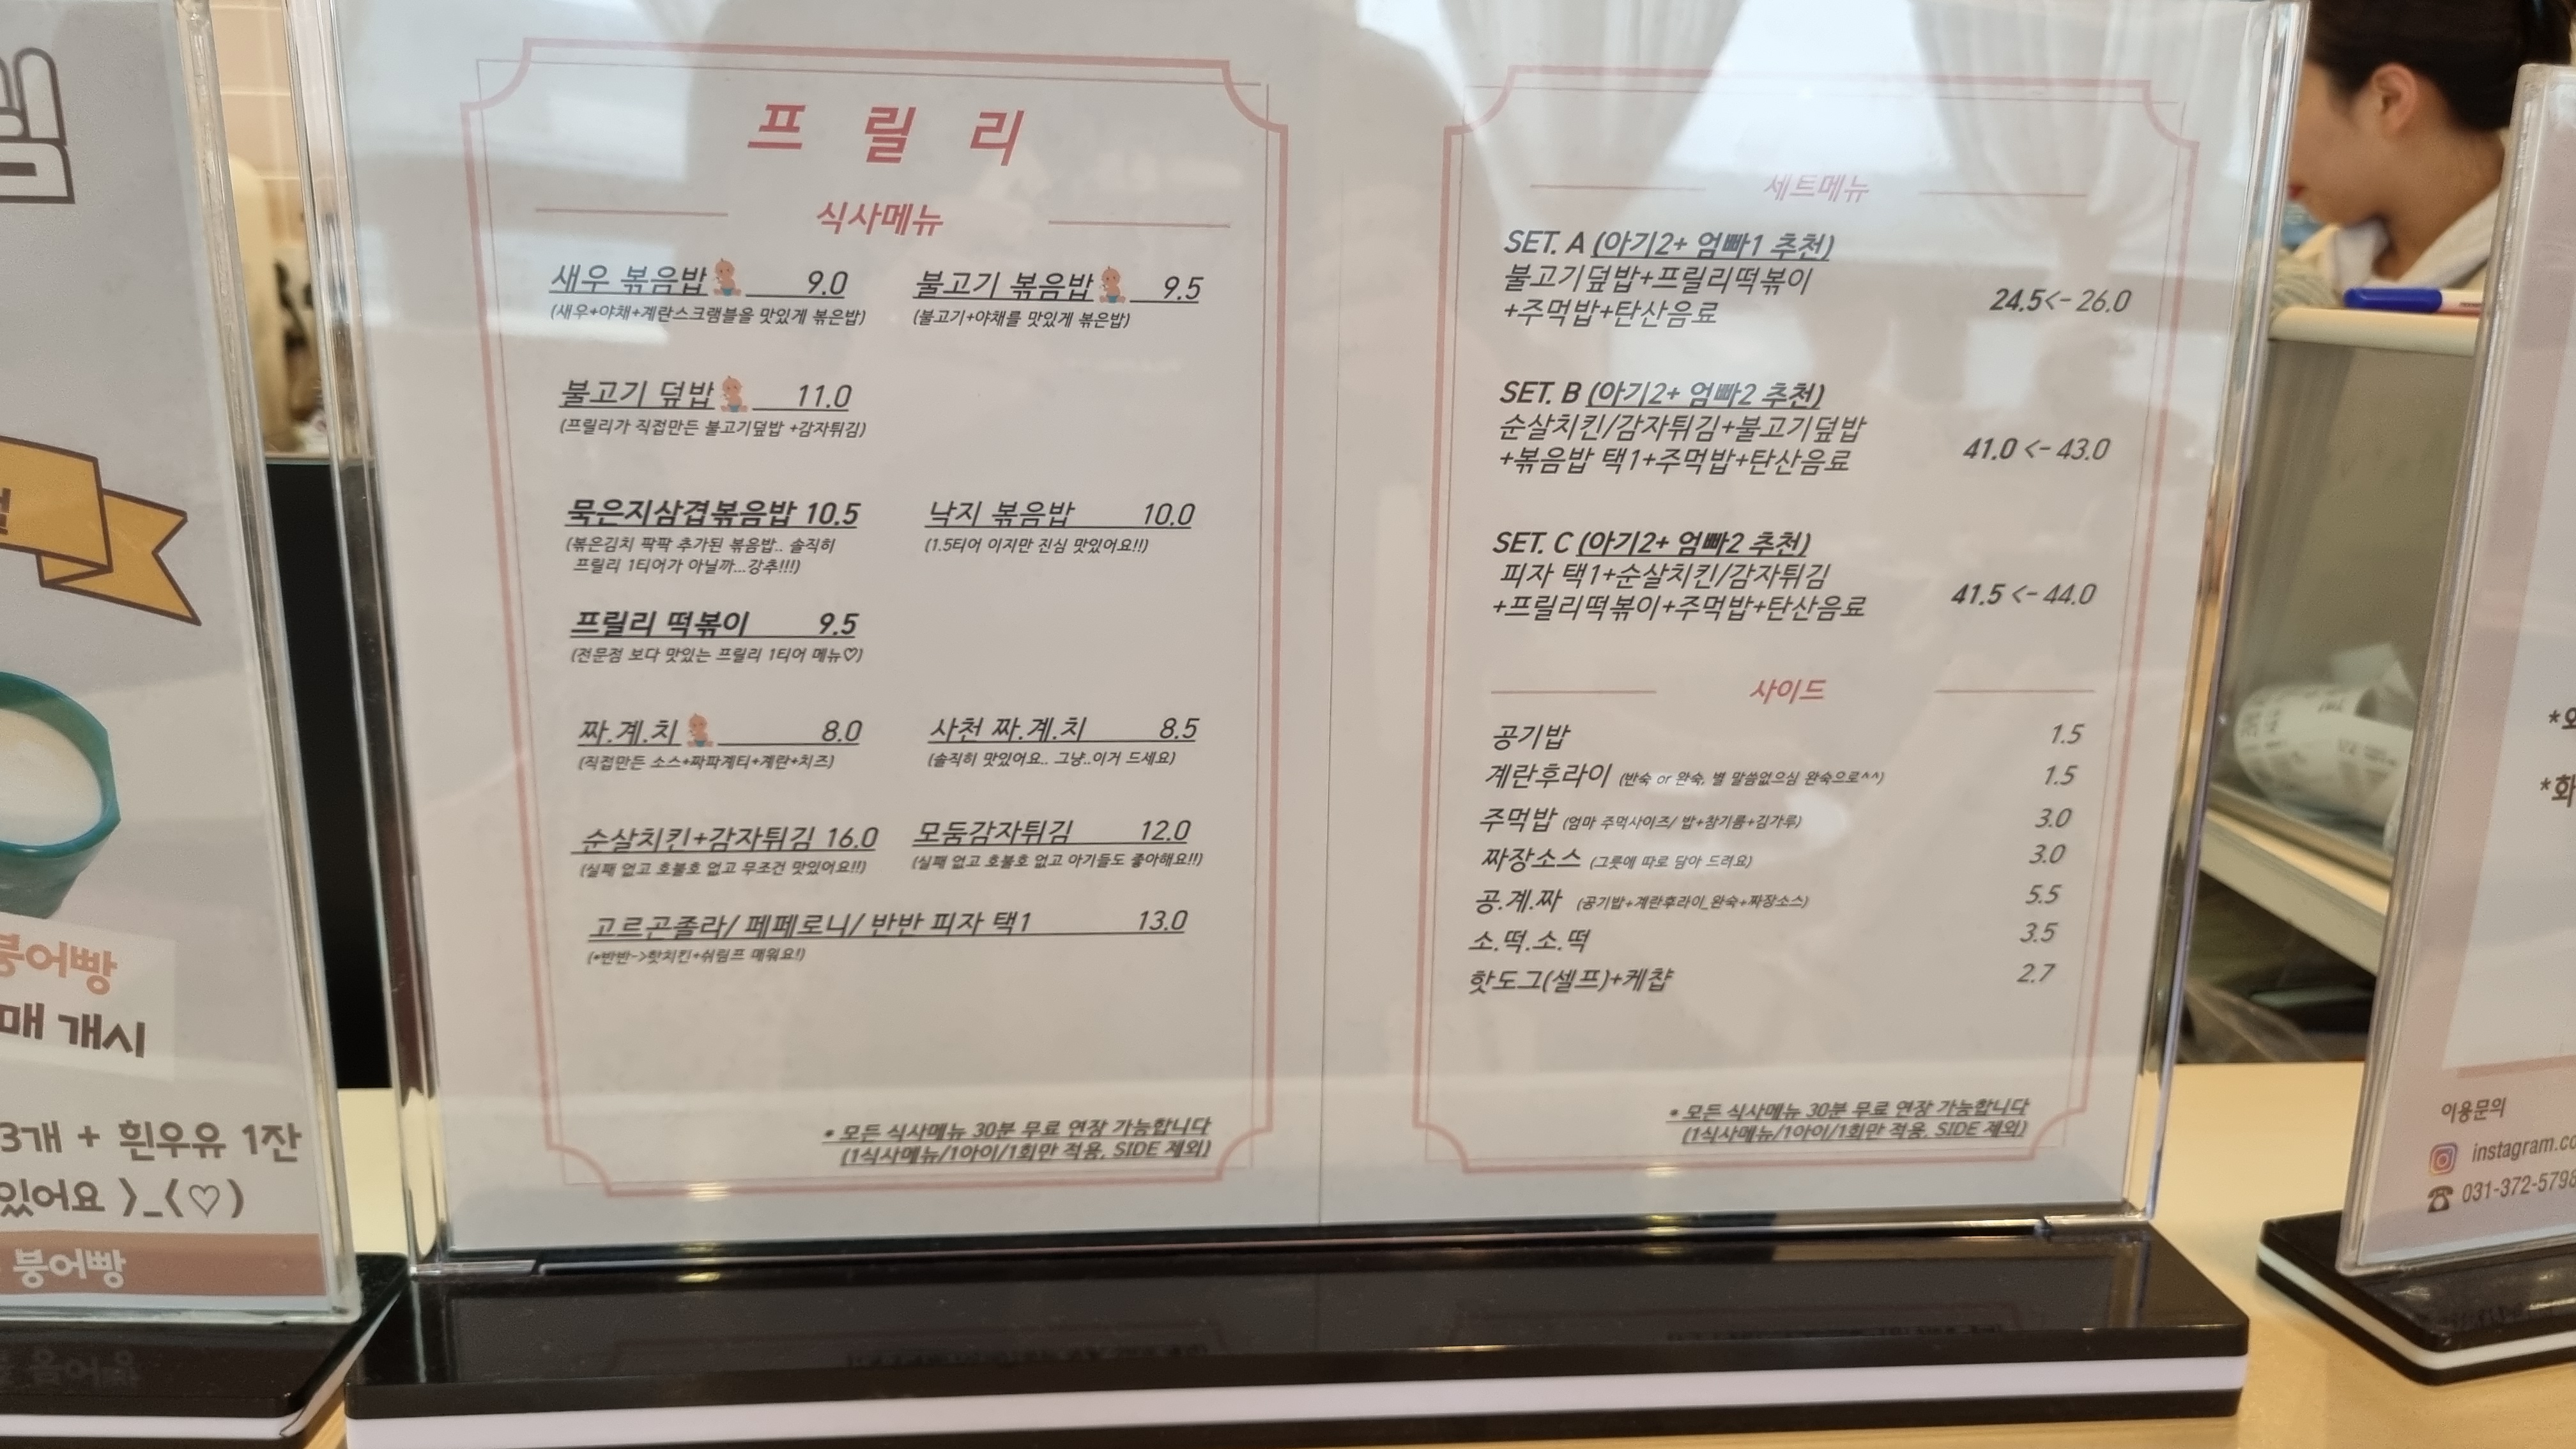 프 릴 리
식사메뉴
새우 볶음밥 9.0
(새우+야채+계란스크램블을 맛있게 볶은밥)
불고기 볶음밥 9.5
(불고기+야채를 맛있게 볶은밥)
불고기 덮밥 11.0
(프릴리가 직접만든 불고기덮밥 +감자튀김)
묵은지삼겹볶음밥 10.5
(볶은김치 팍팍 추가된 볶음밥.. 솔직히
프릴리 1티어가 아닐까...강추!!!)
낙지 볶음밥 10.0
(1.5티어 이지만 진심 맛있어요!!)
프릴리 떡볶이 9.5
(전문점 보다 맛있는 프릴리 1티어 메뉴♡)
짜.계.치 8.0
(직접만든 소스+짜파게티+계란+치즈)
사천 짜.계.치 8.5
(솔직히 맛있어요.. 그냥..이거 드세요)
순살치킨+감자튀김 16.0
(실패 없고 호불호 없고 무조건 맛있어요!!)
모둠감자튀김 12.0
(실패 없고 호불호 없고 아기들도 좋아해요!!)
고르곤졸라/ 페페로니/ 반반 피자 택1 13.0
(*반반->핫치킨+쉬림프 매워요!)
* 모든 식사메뉴 30분 무료 연장 가능합니다
(1식사메뉴/1아이/1회만 적용, SIDE 제외)
세트메뉴
SET. A (아기2+ 엄빠1 추천)
불고기덮밥+프릴리떡볶이
+주먹밥+탄산음료
24.5<- 26.0
SET. B (아기2+ 엄빠2 추천)
순살치킨/감자튀김+불고기덮밥
+볶음밥 택1+주먹밥+탄산음료
41.0 <- 43.0
SET. C (아기2+ 엄빠2 추천)
피자 택1+순살치킨/감자튀김
+프릴리떡볶이+주먹밥+탄산음료
41.5 <- 44.0
사이드
공기밥 1.5
계란후라이 (반숙 or 완숙, 별 말씀없으심 완숙으로^^) 1.5
주먹밥 (엄마 주먹사이즈/ 밥+참기름+김가루) 3.0
짜장소스 (그릇에 따로 담아 드려요) 3.0
공.계.짜 (공기밥+계란후라이_완숙+짜장소스) 5.5
소.떡.소.떡 3.5
핫도그(셀프)+케챱 2.7
* 모든 식사메뉴 30분 무료 연장 가능합니다
(1식사메뉴/1아이/1회만 적용, SIDE 제외)
붕어빵
매 개시
3개 + 흰우유 1잔
있어요 >_<♡)
붕어빵
이용문의
instagram.co
031-372-5798